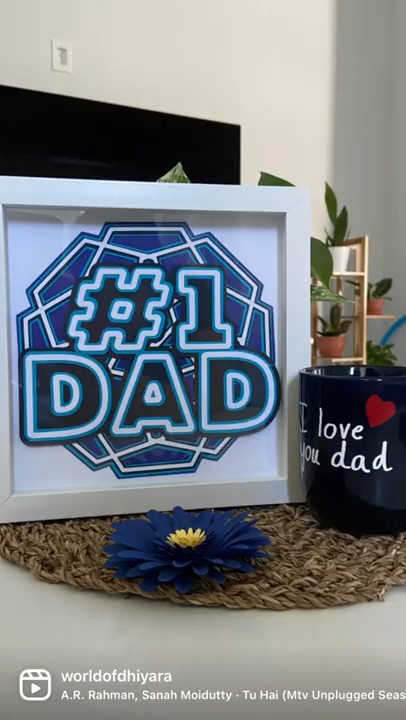 #1
DAD
I love
you dad
worldofdhiyara
A.R. Rahman, Sanah Moidutty · Tu Hai (Mtv Unplugged Seas